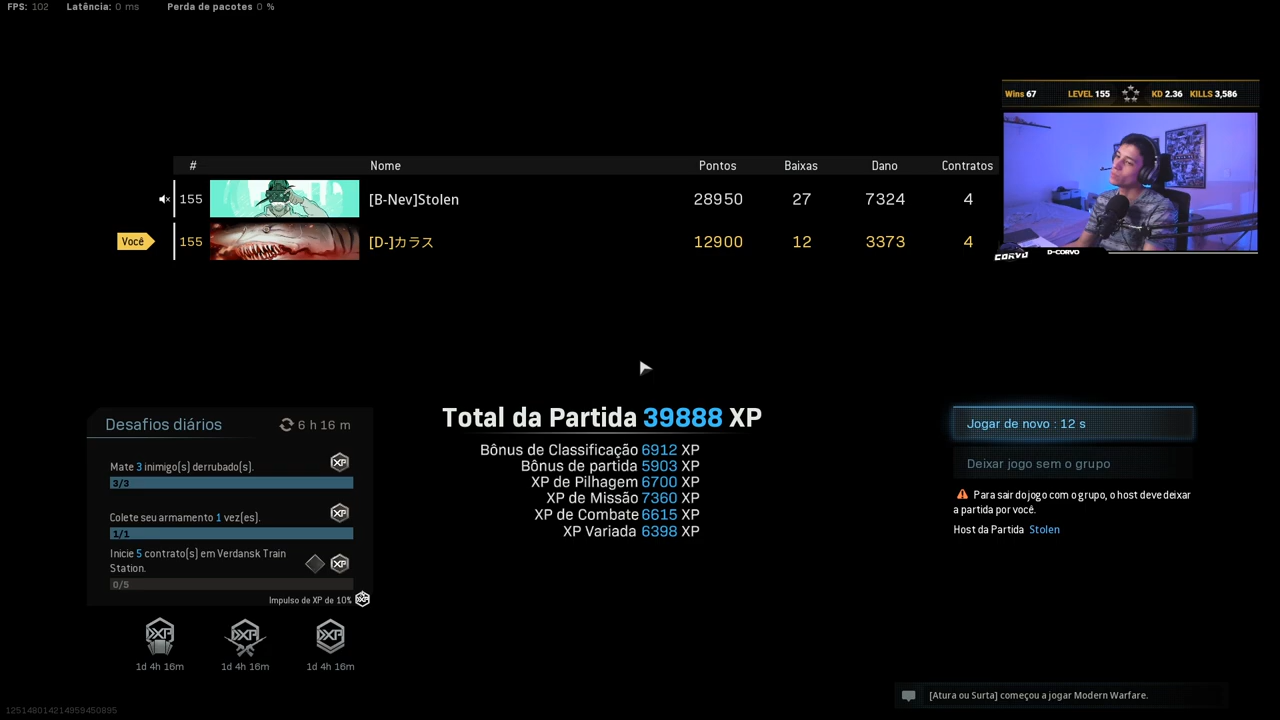 FPS: 102 Latência: 0 ms Perda de pacotes 0 %
Wins 67 LEVEL 155 KD 2.36 KILLS 3,586
# Nome Pontos Baixas Dano Contratos
155 [B-Nev]Stolen 28950 27 7324 4
Você 155 [D-]カラス 12900 12 3373 4
CORVO D-CORVO
Desafios diários 6 h 16 m
Mate 3 inimigo(s) derrubado(s). XP
3/3
Colete seu armamento 1 vez(es). XP
1/1
Inicie 5 contrato(s) em Verdansk Train
Station. XP
0/5
Impulso de XP de 10%
1d 4h 16m 1d 4h 16m 1d 4h 16m
Total da Partida 39888 XP
Bônus de Classificação 6912 XP
Bônus de partida 5903 XP
XP de Pilhagem 6700 XP
XP de Missão 7360 XP
XP de Combate 6615 XP
XP Variada 6398 XP
Jogar de novo : 12 s
Deixar jogo sem o grupo
Para sair do jogo com o grupo, o host deve deixar
a partida por você.
Host da Partida Stolen
[Atura ou Surta] começou a jogar Modern Warfare.
125148014214959450895